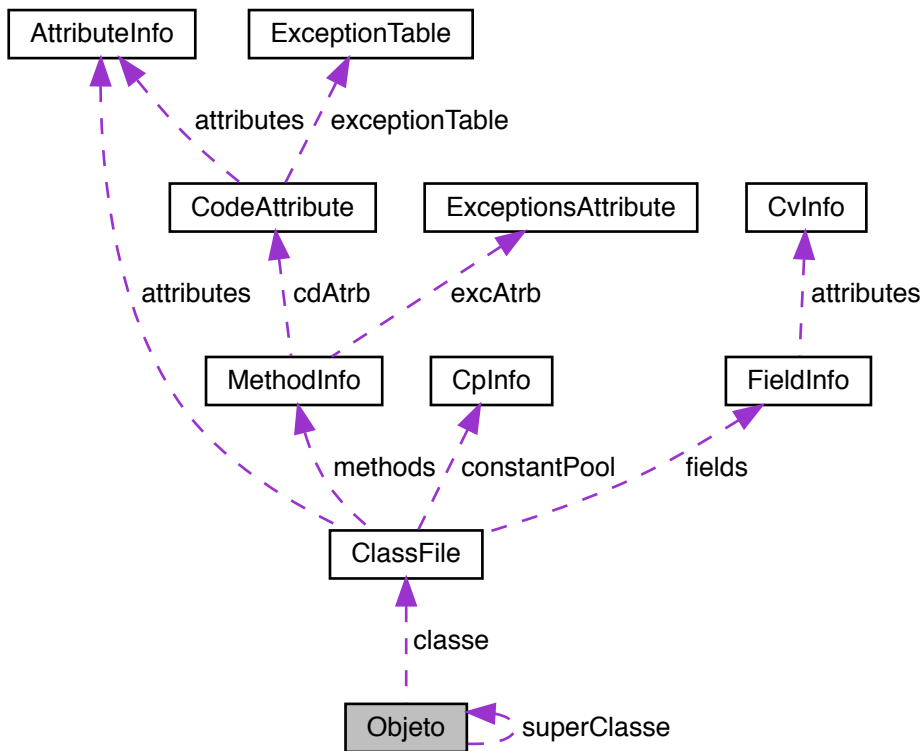 AttributeInfo
ExceptionTable
attributes
exceptionTable
CodeAttribute
ExceptionsAttribute
CvInfo
attributes
cdAtrb
excAtrb
attributes
MethodInfo
CpInfo
FieldInfo
methods
constantPool
fields
ClassFile
classe
Objeto
superClasse